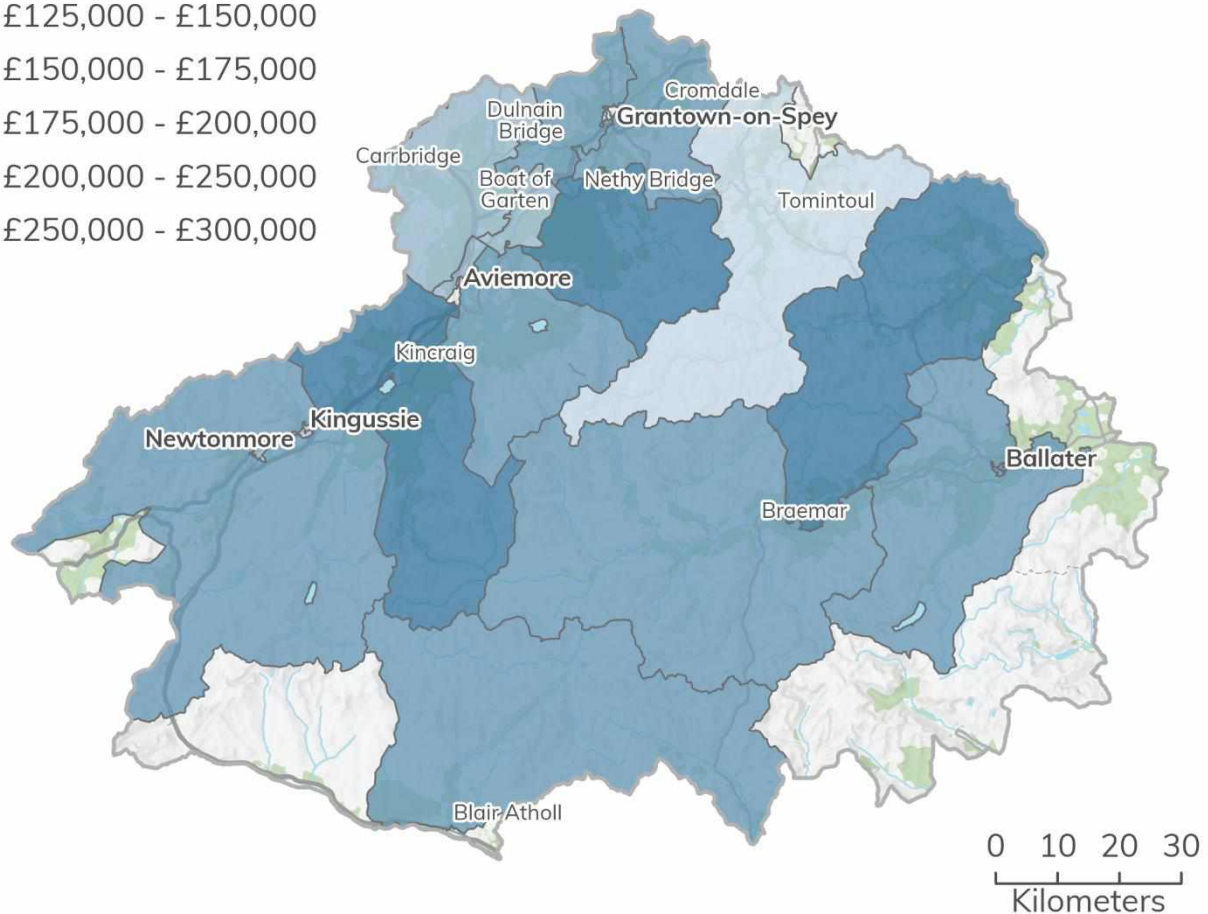 £125,000 - £150,000
£150,000 - £175,000
£175,000 - £200,000
£200,000 - £250,000
£250,000 - £300,000
Cromdale
Dulnain
Bridge
Grantown-on-Spey
Carrbridge
Boat of
Garten
Nethy Bridge
Tomintoul
Aviemore
Kincraig
Kingussie
Newtonmore
Ballater
Braemar
Blair Atholl
0 10 20 30
Kilometers